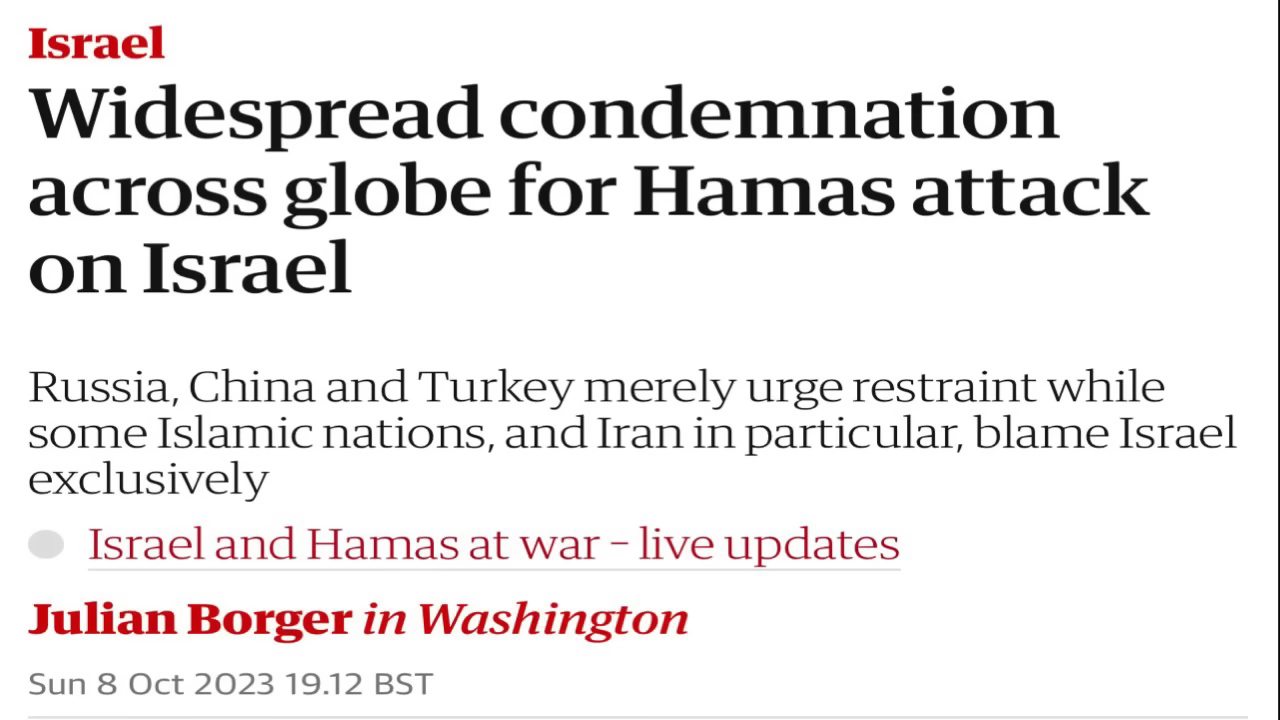 Israel
Widespread condemnation
across globe for Hamas attack
on Israel
Russia, China and Turkey merely urge restraint while
some Islamic nations, and Iran in particular, blame Israel
exclusively
Israel and Hamas at war – live updates
Julian Borger in Washington
Sun 8 Oct 2023 19.12 BST